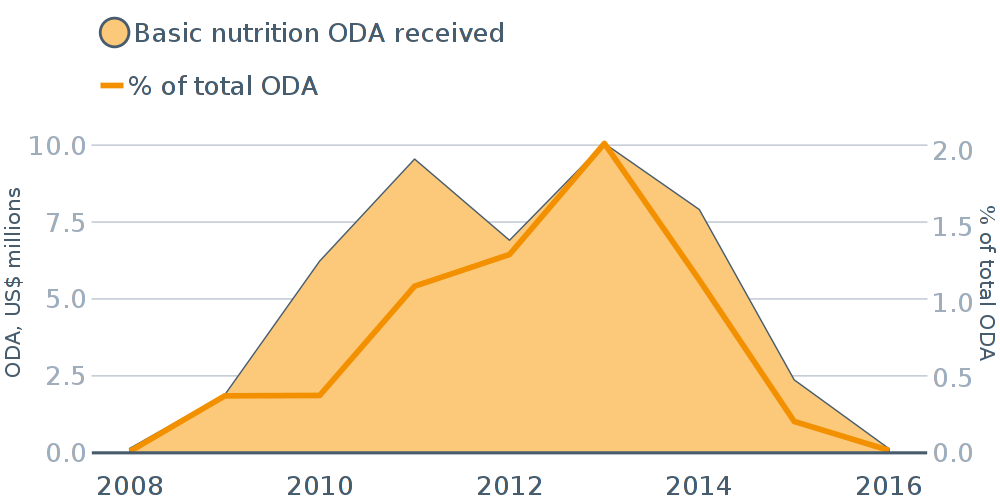 Basic nutrition ODA received
% of total ODA
10.0
7.5
5.0
2.5
0.0
ODA, US$ millions
2.0
1.5
1.0
0.5
0.0
% of total ODA
2008 2010 2012 2014 2016